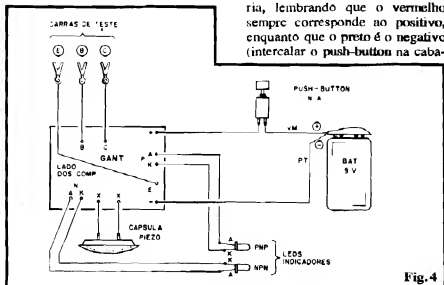 ria, lembrando que o vermelho
sempre corresponde ao positivo,
enquanto que o preto é o negativo
(intercalar o push-button na caba-
GARRAS DE TESTE
E B C
PUSH-BUTTON
N A
+
B C
GANT
LADO
DOS COMP
P
A
K
E
-
N
A K X X
VM
+
-
PT
BAT
9 V
CAPSULA
PIEZO
A
K
K
A
PNP
NPN
LEDS
INDICADORES
Fig.4